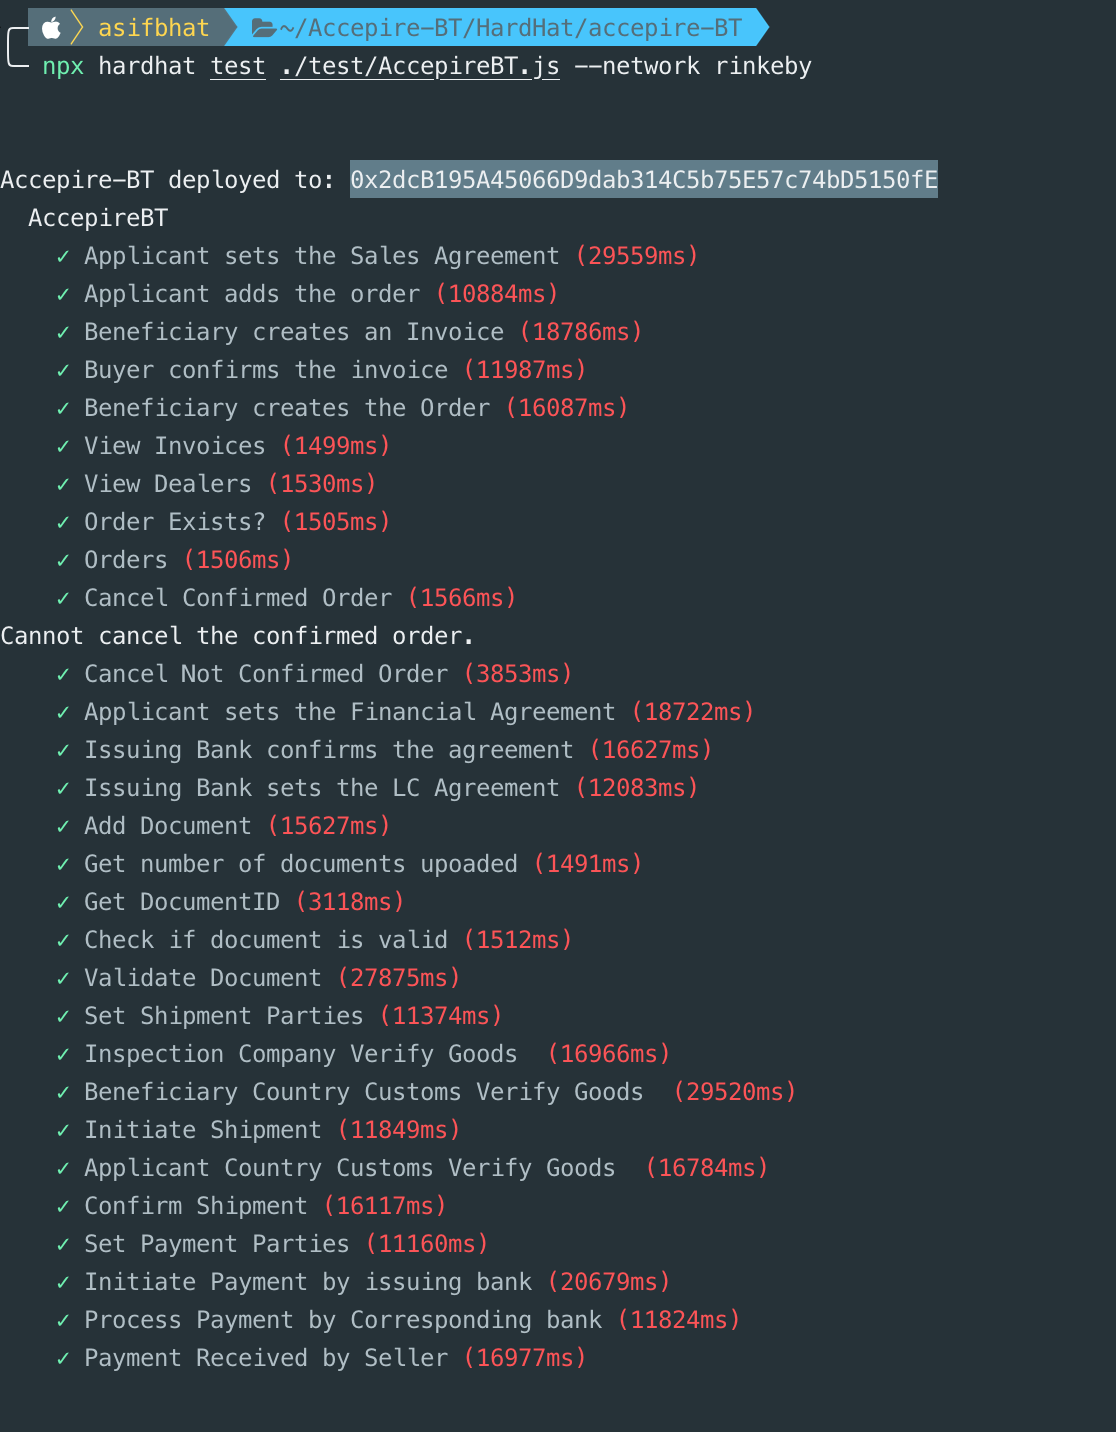 asifbhat ~/Accepire-BT/HardHat/accepire-BT
npx hardhat test ./test/AccepireBT.js --network rinkeby
Accepire-BT deployed to: 0x2dcB195A45066D9dab314C5b75E57c74bD5150fE
AccepireBT
✓ Applicant sets the Sales Agreement (29559ms)
✓ Applicant adds the order (10884ms)
✓ Beneficiary creates an Invoice (18786ms)
✓ Buyer confirms the invoice (11987ms)
✓ Beneficiary creates the Order (16087ms)
✓ View Invoices (1499ms)
✓ View Dealers (1530ms)
✓ Order Exists? (1505ms)
✓ Orders (1506ms)
✓ Cancel Confirmed Order (1566ms)
Cannot cancel the confirmed order.
✓ Cancel Not Confirmed Order (3853ms)
✓ Applicant sets the Financial Agreement (18722ms)
✓ Issuing Bank confirms the agreement (16627ms)
✓ Issuing Bank sets the LC Agreement (12083ms)
✓ Add Document (15627ms)
✓ Get number of documents upoaded (1491ms)
✓ Get DocumentID (3118ms)
✓ Check if document is valid (1512ms)
✓ Validate Document (27875ms)
✓ Set Shipment Parties (11374ms)
✓ Inspection Company Verify Goods  (16966ms)
✓ Beneficiary Country Customs Verify Goods  (29520ms)
✓ Initiate Shipment (11849ms)
✓ Applicant Country Customs Verify Goods  (16784ms)
✓ Confirm Shipment (16117ms)
✓ Set Payment Parties (11160ms)
✓ Initiate Payment by issuing bank (20679ms)
✓ Process Payment by Corresponding bank (11824ms)
✓ Payment Received by Seller (16977ms)